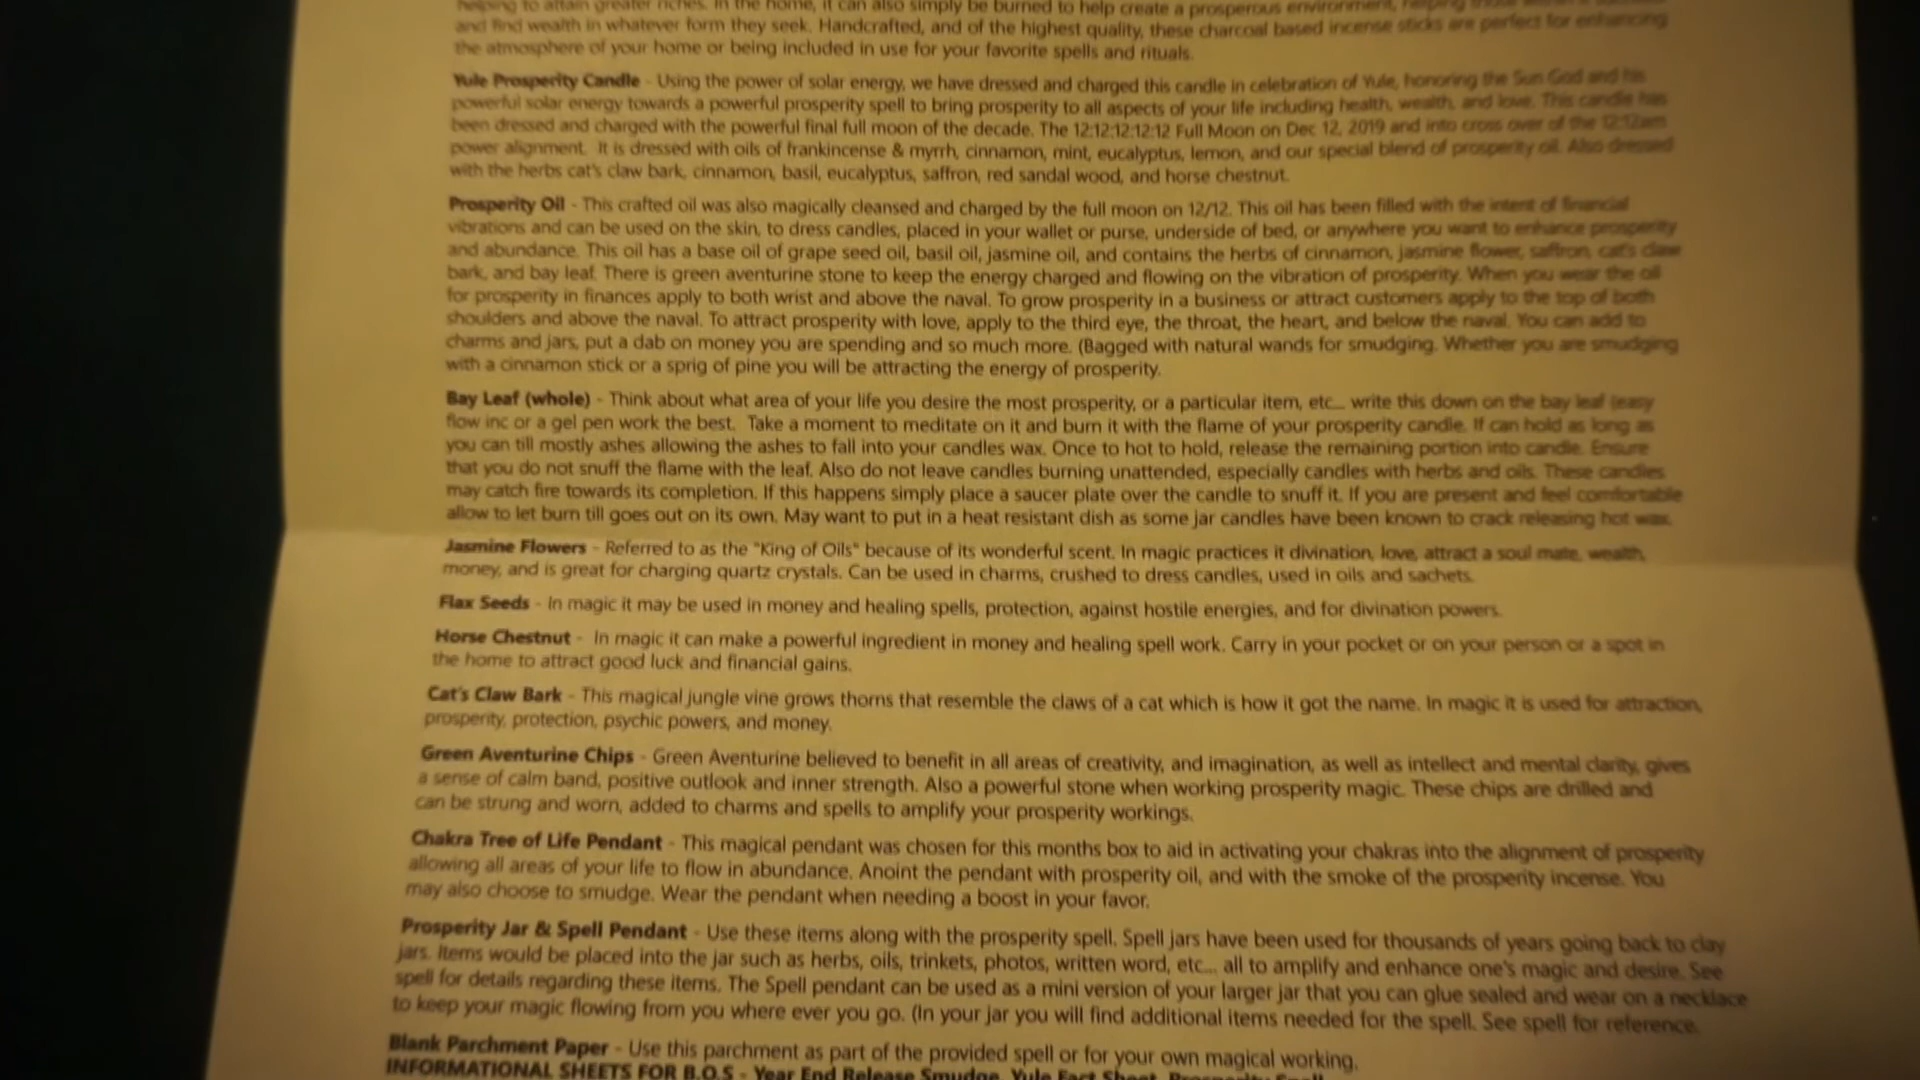 helping to attain greater riches. In the home, it can also simply be burned to help create a prosperous environment, helping those
and find wealth in whatever form they seek. Handcrafted, and of the highest quality, these charcoal based incense sticks are perfect for enhancing
the atmosphere of your home or being included in use for your favorite spells and rituals.
Yule Prosperity Candle - Using the power of solar energy, we have dressed and charged this candle in celebration of Yule, honoring the Sun God and his
powerful solar energy towards a powerful prosperity spell to bring prosperity to all aspects of your life including health, wealth, and love. This candle has
been dressed and charged with the powerful final full moon of the decade. The 12:12:12:12:12 Full Moon on Dec 12, 2019 and into cross over of the 12:12am
power alignment. It is dressed with oils of frankincense & myrrh, cinnamon, mint, eucalyptus, lemon, and our special blend of prosperity oil. Also dressed
with the herbs cat's claw bark, cinnamon, basil, eucalyptus, saffron, red sandal wood, and horse chestnut.
Prosperity Oil - This crafted oil was also magically cleansed and charged by the full moon on 12/12. This oil has been filled with the intent of financial
vibrations and can be used on the skin, to dress candles, placed in your wallet or purse, underside of bed, or anywhere you want to enhance prosperity
and abundance. This oil has a base oil of grape seed oil, basil oil, jasmine oil, and contains the herbs of cinnamon, jasmine flower, saffron, cat's claw
bark, and bay leaf. There is green aventurine stone to keep the energy charged and flowing on the vibration of prosperity. When you wear the oil
for prosperity in finances apply to both wrist and above the naval. To grow prosperity in a business or attract customers apply to the top of both
shoulders and above the naval. To attract prosperity with love, apply to the third eye, the throat, the heart, and below the naval. You can add to
charms and jars, put a dab on money you are spending and so much more. (Bagged with natural wands for smudging. Whether you are smudging
with a cinnamon stick or a sprig of pine you will be attracting the energy of prosperity.
Bay Leaf (whole) - Think about what area of your life you desire the most prosperity, or a particular item, etc... write this down on the bay leaf (easy
flow inc or a gel pen work the best. Take a moment to meditate on it and burn it with the flame of your prosperity candle. If can hold as long as
you can till mostly ashes allowing the ashes to fall into your candles wax. Once to hot to hold, release the remaining portion into candle. Ensure
that you do not snuff the flame with the leaf. Also do not leave candles burning unattended, especially candles with herbs and oils. These candles
may catch fire towards its completion. If this happens simply place a saucer plate over the candle to snuff it. If you are present and feel comfortable
allow to let burn till goes out on its own. May want to put in a heat resistant dish as some jar candles have been known to crack releasing hot wax.
Jasmine Flowers - Referred to as the "King of Oils" because of its wonderful scent. In magic practices it divination, love, attract a soul mate, wealth,
money, and is great for charging quartz crystals. Can be used in charms, crushed to dress candles, used in oils and sachets.
Flax Seeds - In magic it may be used in money and healing spells, protection, against hostile energies, and for divination powers.
Horse Chestnut - In magic it can make a powerful ingredient in money and healing spell work. Carry in your pocket or on your person or a spot in
the home to attract good luck and financial gains.
Cat's Claw Bark - This magical jungle vine grows thorns that resemble the claws of a cat which is how it got the name. In magic it is used for attraction,
prosperity, protection, psychic powers, and money.
Green Aventurine Chips - Green Aventurine believed to benefit in all areas of creativity, and imagination, as well as intellect and mental clarity, gives
a sense of calm band, positive outlook and inner strength. Also a powerful stone when working prosperity magic. These chips are drilled and
can be strung and worn, added to charms and spells to amplify your prosperity workings.
Chakra Tree of Life Pendant - This magical pendant was chosen for this months box to aid in activating your chakras into the alignment of prosperity
allowing all areas of your life to flow in abundance. Anoint the pendant with prosperity oil, and with the smoke of the prosperity incense. You
may also choose to smudge. Wear the pendant when needing a boost in your favor.
Prosperity Jar & Spell Pendant - Use these items along with the prosperity spell. Spell jars have been used for thousands of years going back to clay
jars. Items would be placed into the jar such as herbs, oils, trinkets, photos, written word, etc... all to amplify and enhance one's magic and desire. See
spell for details regarding these items. The Spell pendant can be used as a mini version of your larger jar that you can glue sealed and wear on a necklace
to keep your magic flowing from you where ever you go. (In your jar you will find additional items needed for the spell. See spell for reference.
Blank Parchment Paper - Use this parchment as part of the provided spell or for your own magical working.
INFORMATIONAL SHEETS FOR B.O.S - Year End Release Smudge, Yule Fact Sheet, Prosperity Spell